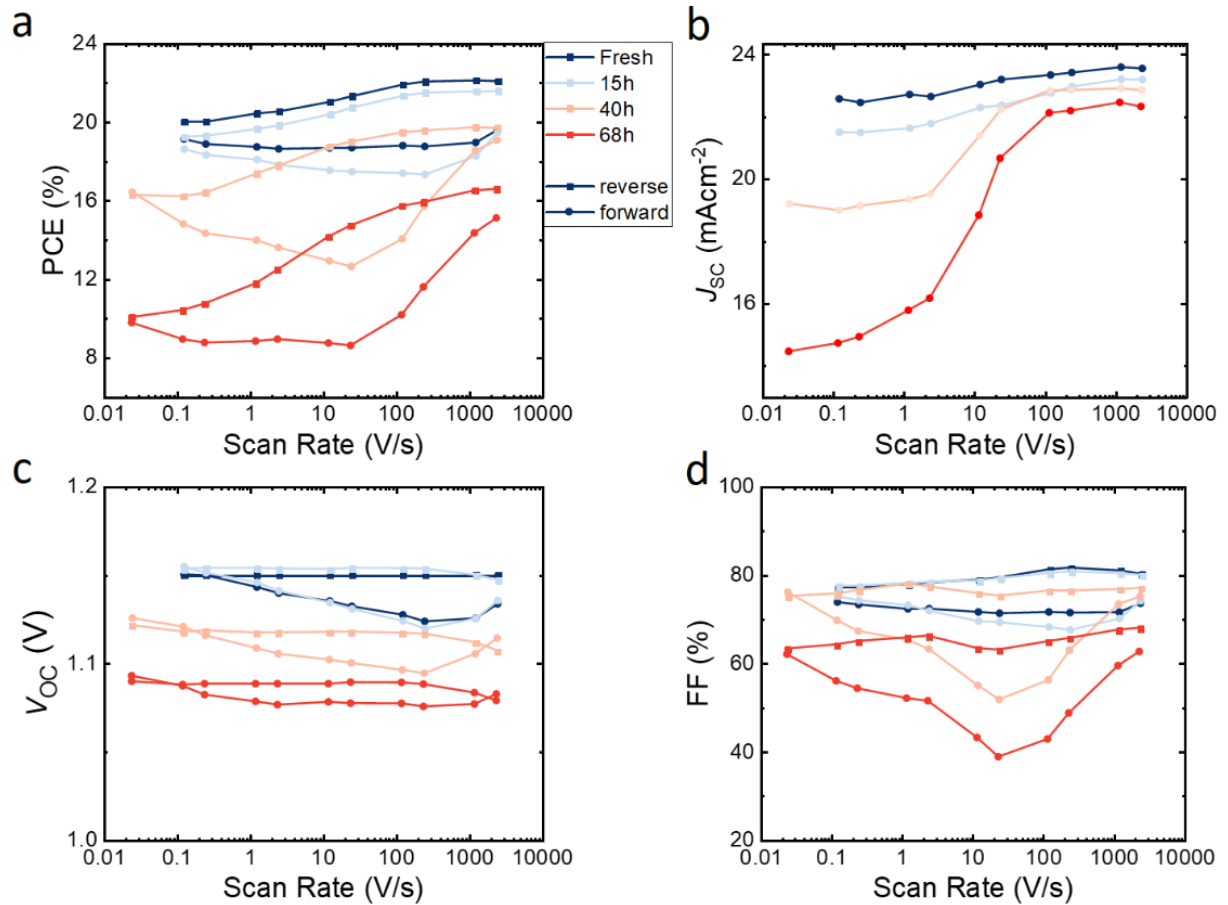 a
24
20
16
12
8
PCE (%)
0.01 0.1 1 10 100 1000 10000
Scan Rate (V/s)
Fresh
15h
40h
68h
reverse
forward
b
24
20
16
J_SC (mAcm⁻²)
0.01 0.1 1 10 100 1000 10000
Scan Rate (V/s)
c
1.2
1.1
1.0
V_OC (V)
0.01 0.1 1 10 100 1000 10000
Scan Rate (V/s)
d
100
80
60
40
20
FF (%)
0.01 0.1 1 10 100 1000 10000
Scan Rate (V/s)